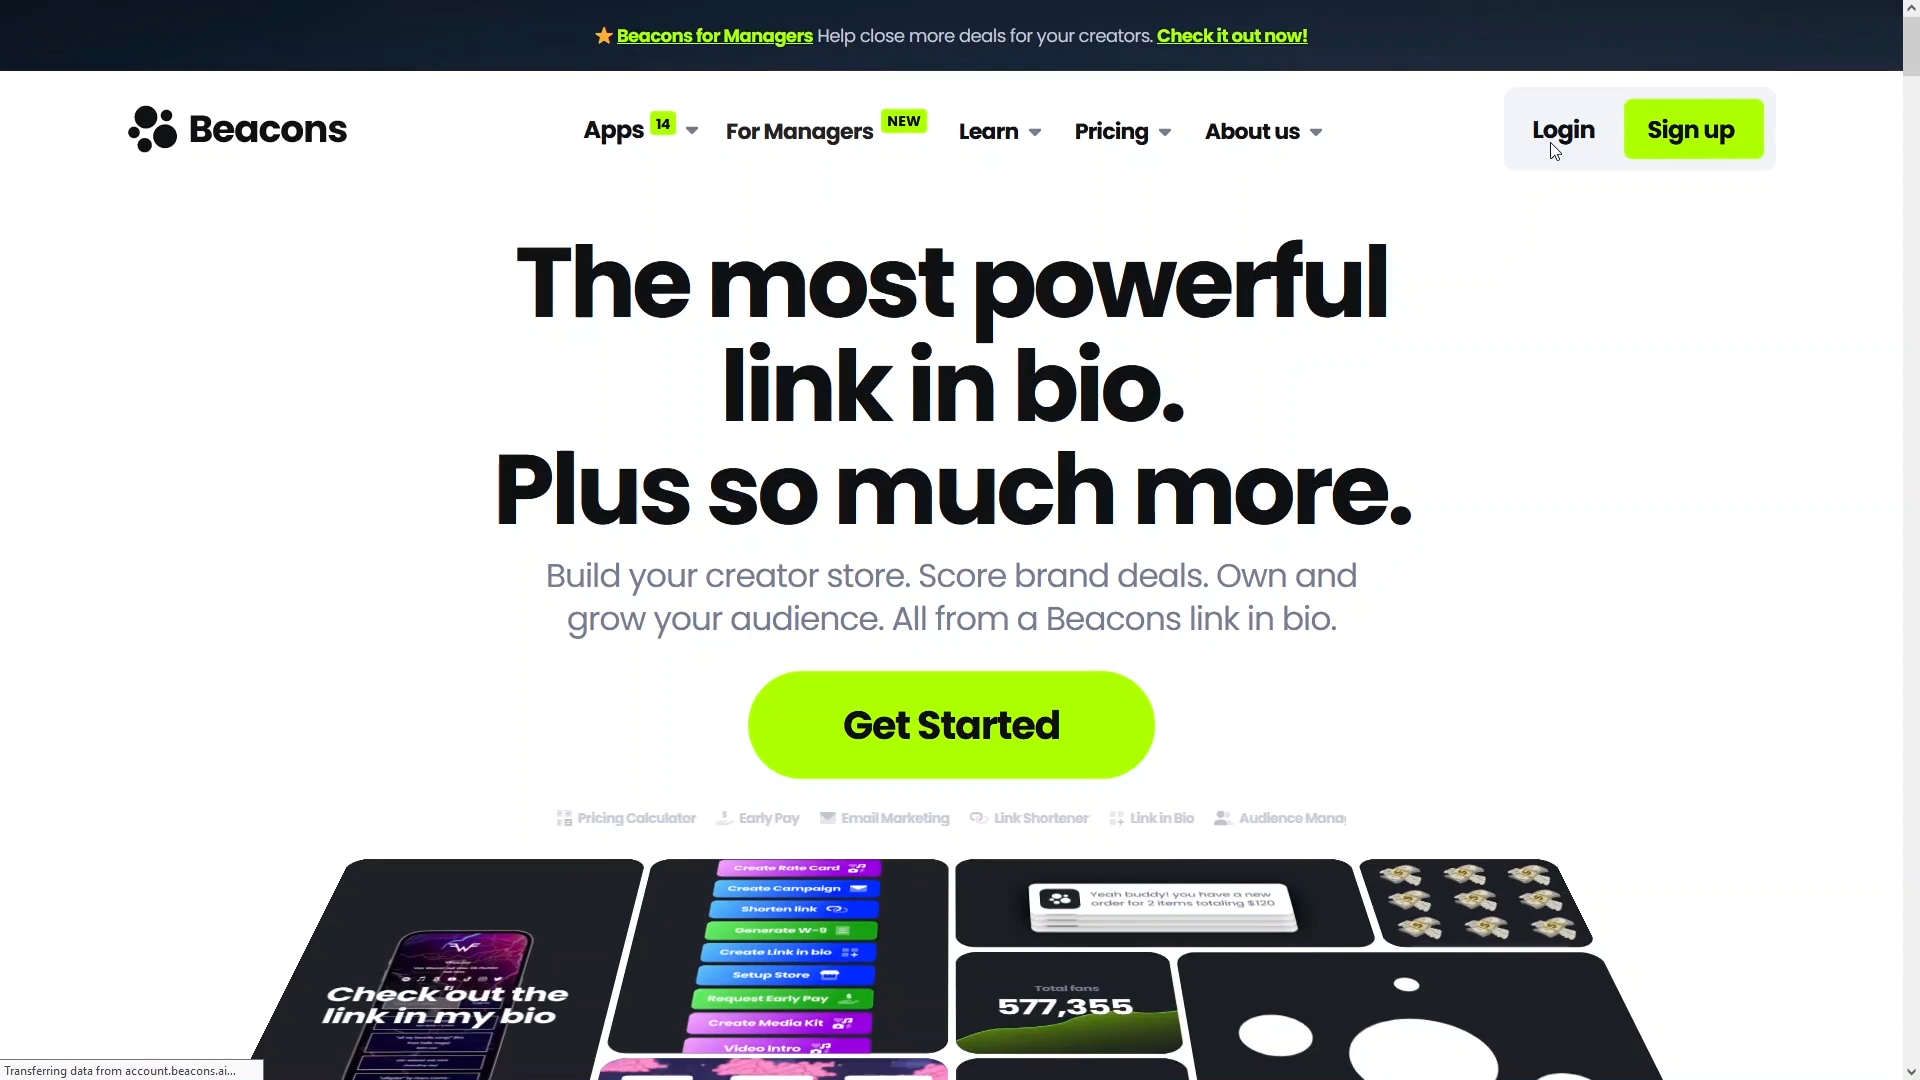 Beacons for Managers Help close more deals for your creators. Check it out now!
Beacons
Apps 14
For Managers NEW
Learn
Pricing
About us
Login
Sign up
The most powerful
link in bio.
Plus so much more.
Build your creator store. Score brand deals. Own and
grow your audience. All from a Beacons link in bio.
Get Started
Pricing Calculator Early Pay Email Marketing Link Shortener Link in Bio Audience Manag
Check out the
link in my bio
Create Rate Card
Create Campaign
Shorten link
Generate W-9
Create Link in bio
Setup Store
Request Early Pay
Create Media Kit
Video Intro
Yeah buddy! you have a new
order for 2 items totaling $120
Total fans
577,355
Transferring data from account.beacons.ai...